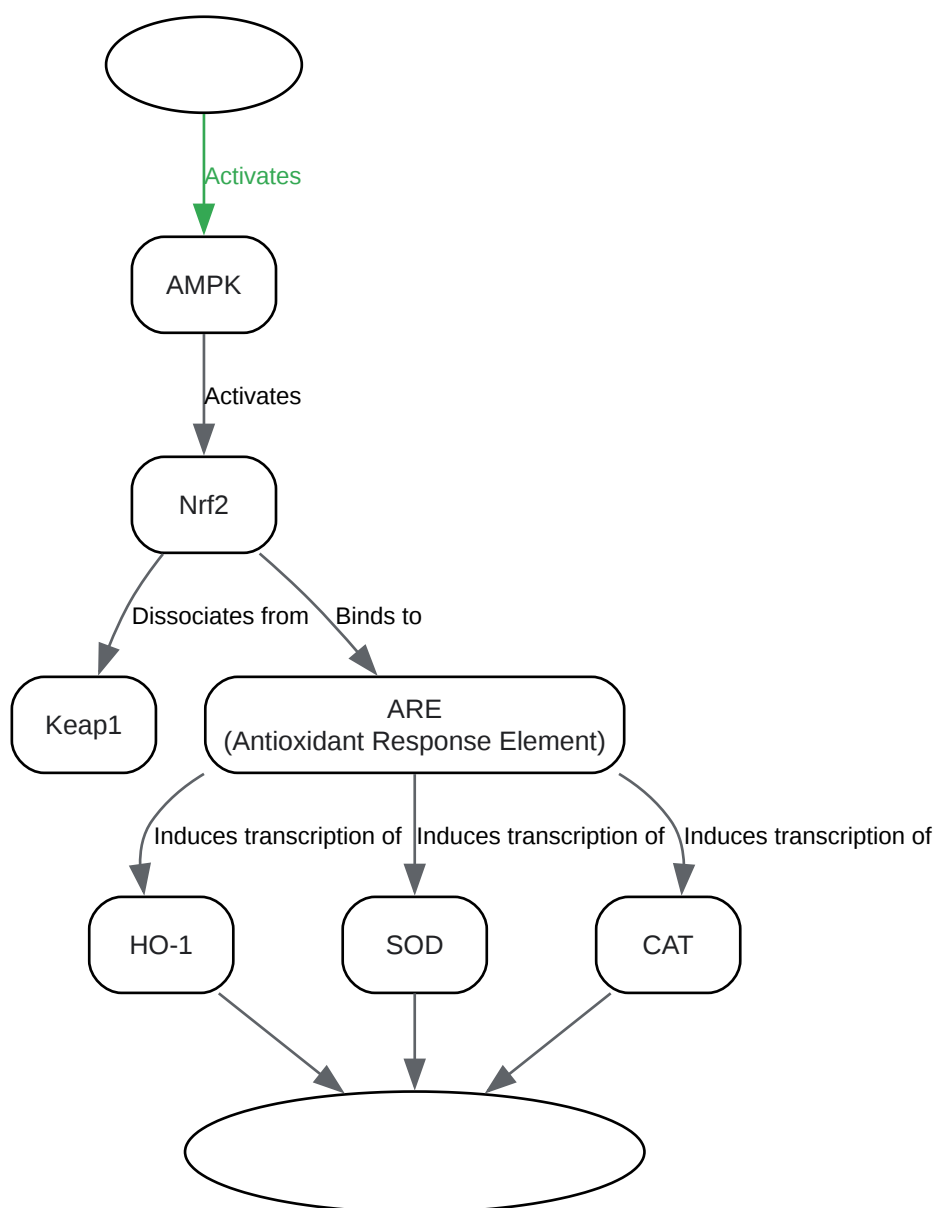 Activates
AMPK
Activates
Nrf2
Dissociates from
Binds to
Keap1
ARE
(Antioxidant Response Element)
Induces transcription of
Induces transcription of
Induces transcription of
HO-1
SOD
CAT